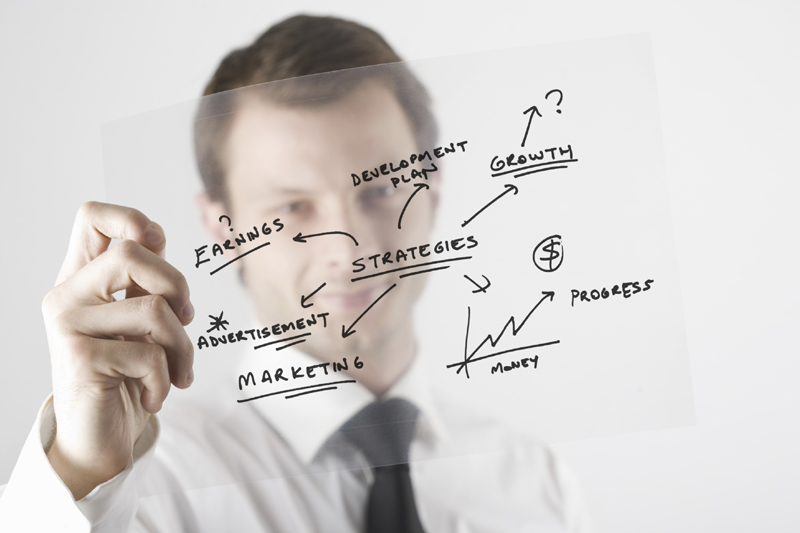 ?
GROWTH
DEVELOPMENT
PLAN
?
EARNINGS
STRATEGIES
$
PROGRESS
*
ADVERTISEMENT
MARKETING
MONEY